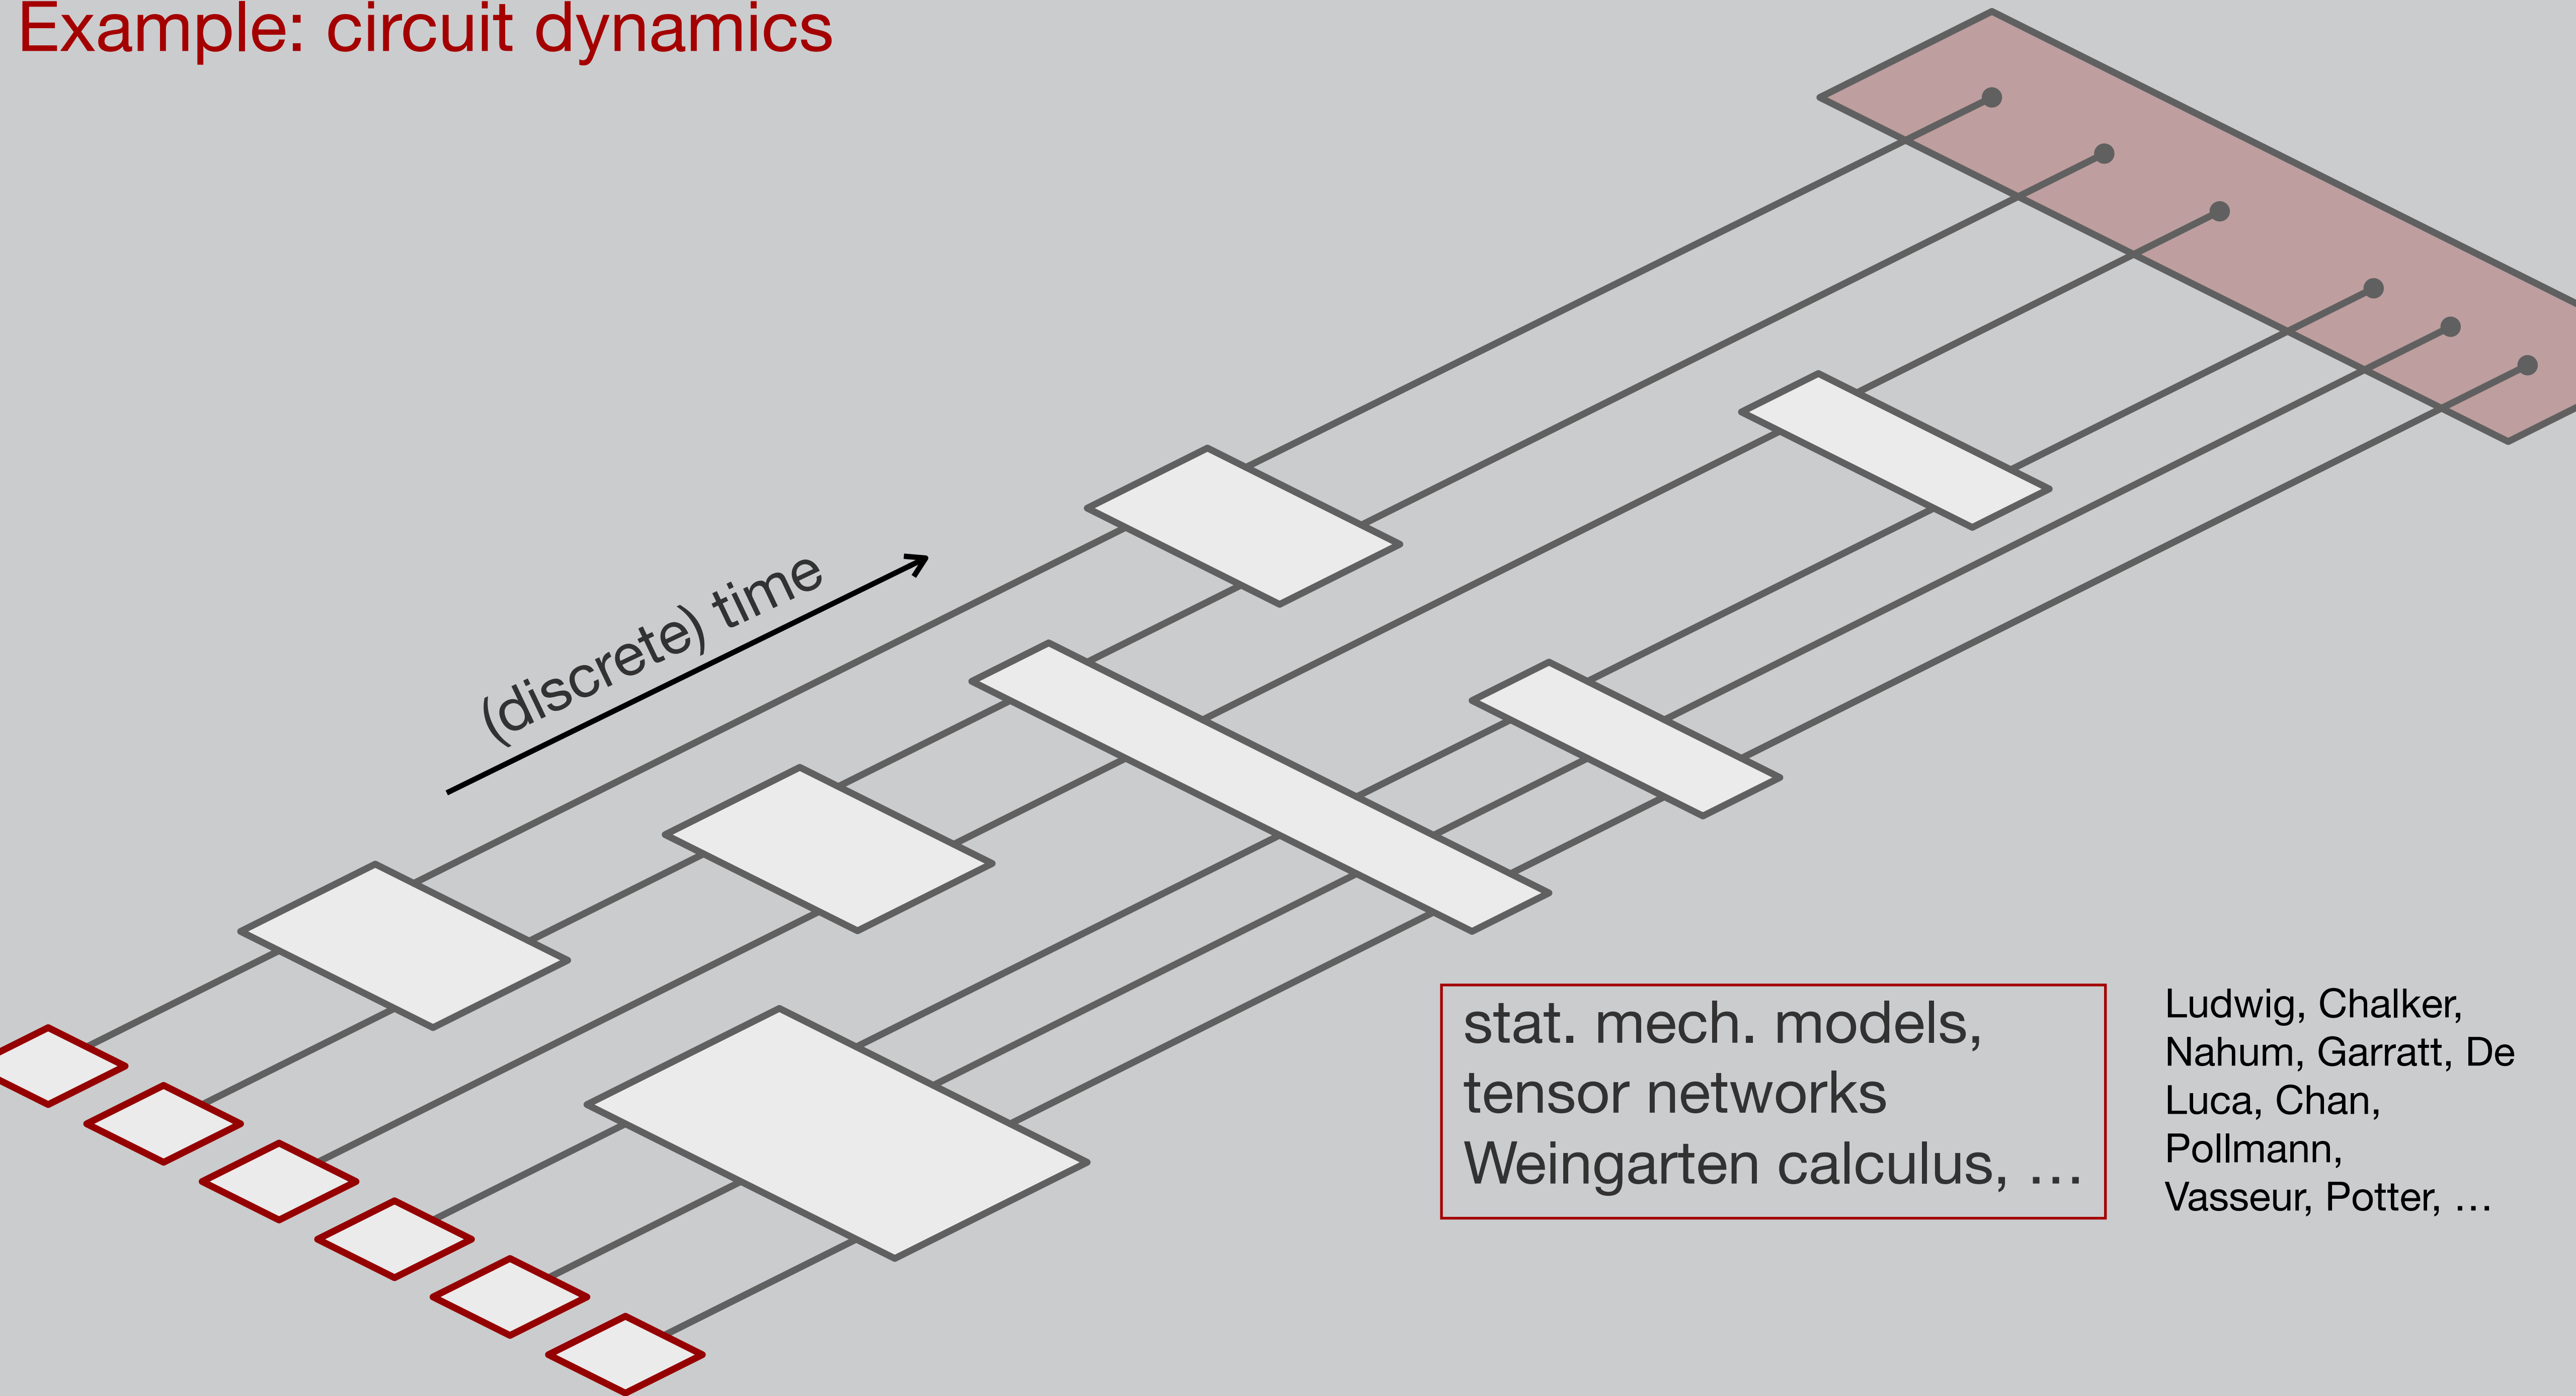 Example: circuit dynamics
(discrete) time
stat. mech. models,
tensor networks
Weingarten calculus, …
Ludwig, Chalker,
Nahum, Garratt, De
Luca, Chan,
Pollmann,
Vasseur, Potter, …